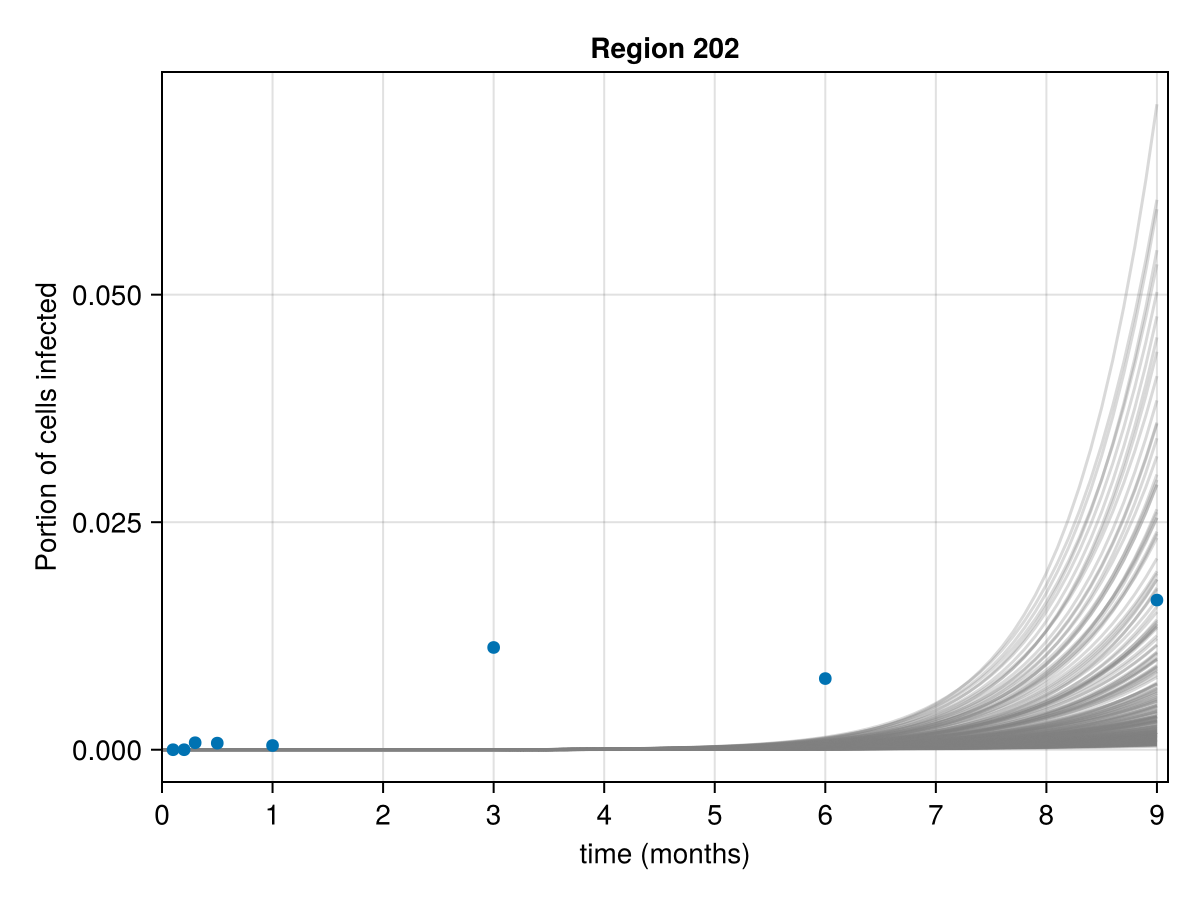 Region 202
Portion of cells infected
0.050
0.025
0.000
0 1 2 3 4 5 6 7 8 9
time (months)